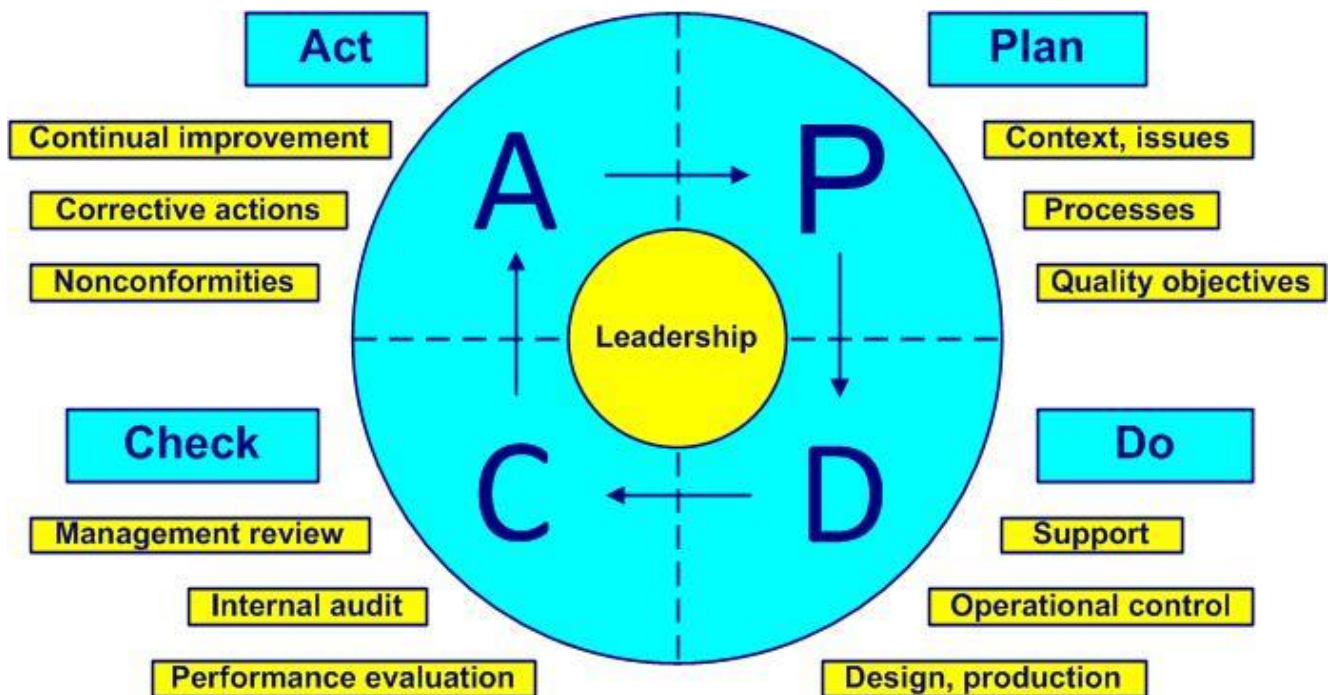 Act
Plan
Continual improvement
Corrective actions
Nonconformities
A
P
Context, issues
Processes
Quality objectives
Leadership
Check
Do
C
D
Management review
Internal audit
Performance evaluation
Support
Operational control
Design, production